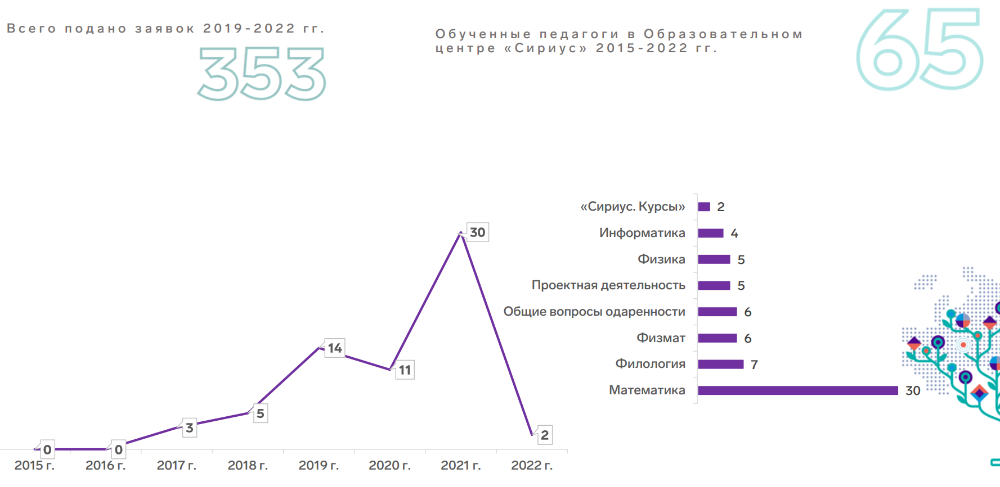 Всего подано заявок 2019-2022 гг.
353
Обученные педагоги в Образовательном
центре «Сириус» 2015-2022 гг.
65
0
0
3
5
14
11
30
2
2015 г.
2016 г.
2017 г.
2018 г.
2019 г.
2020 г.
2021 г.
2022 г.
«Сириус. Курсы» 2
Информатика 4
Физика 5
Проектная деятельность 5
Общие вопросы одаренности 6
Физмат 6
Филология 7
Математика 30